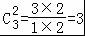 C₃² = 3×2 / 1×2 = 3